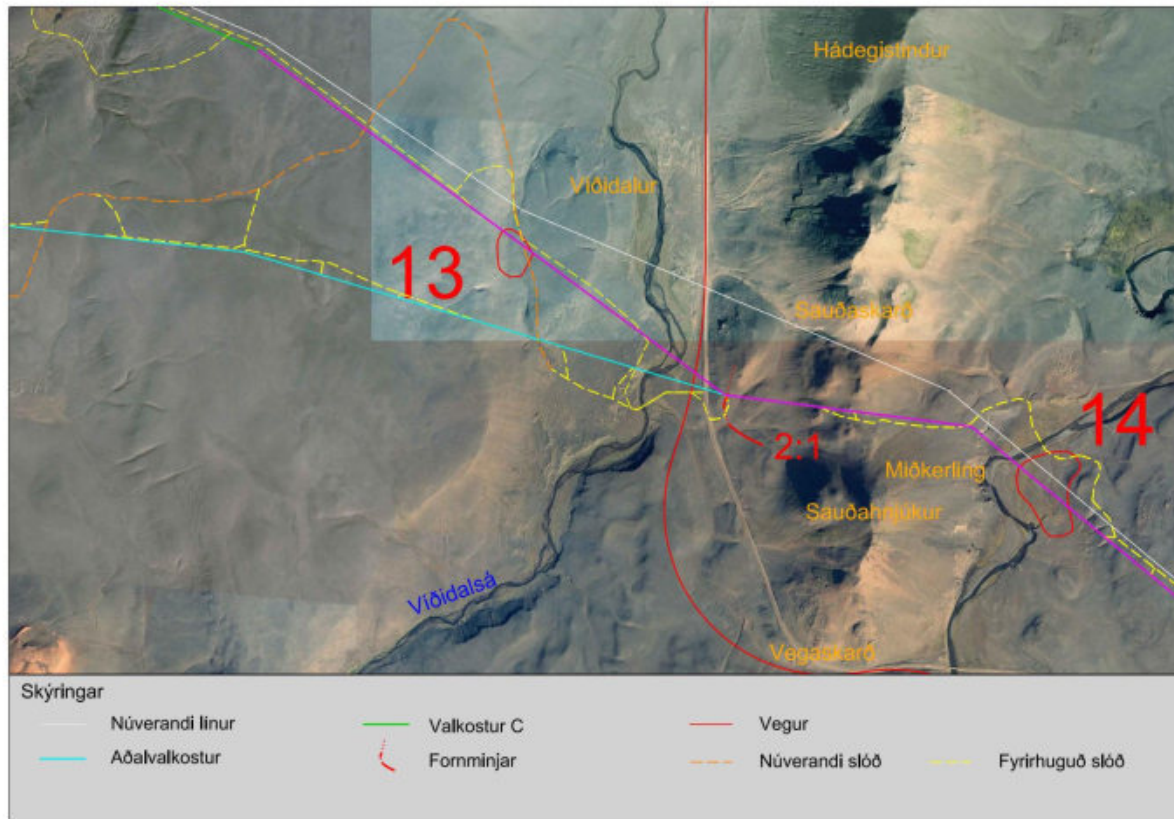 Hádegistindur
Víðidalur
13
Sauðaskarð
14
2:1
Miðkerling
Sauðahnjúkur
Víðidalsá
Vegaskarð
Skýringar
Núverandi línur
Valkostur C
Vegur
Aðalvalkostur
Fornminjar
Núverandi slóð
Fyrirhuguð slóð